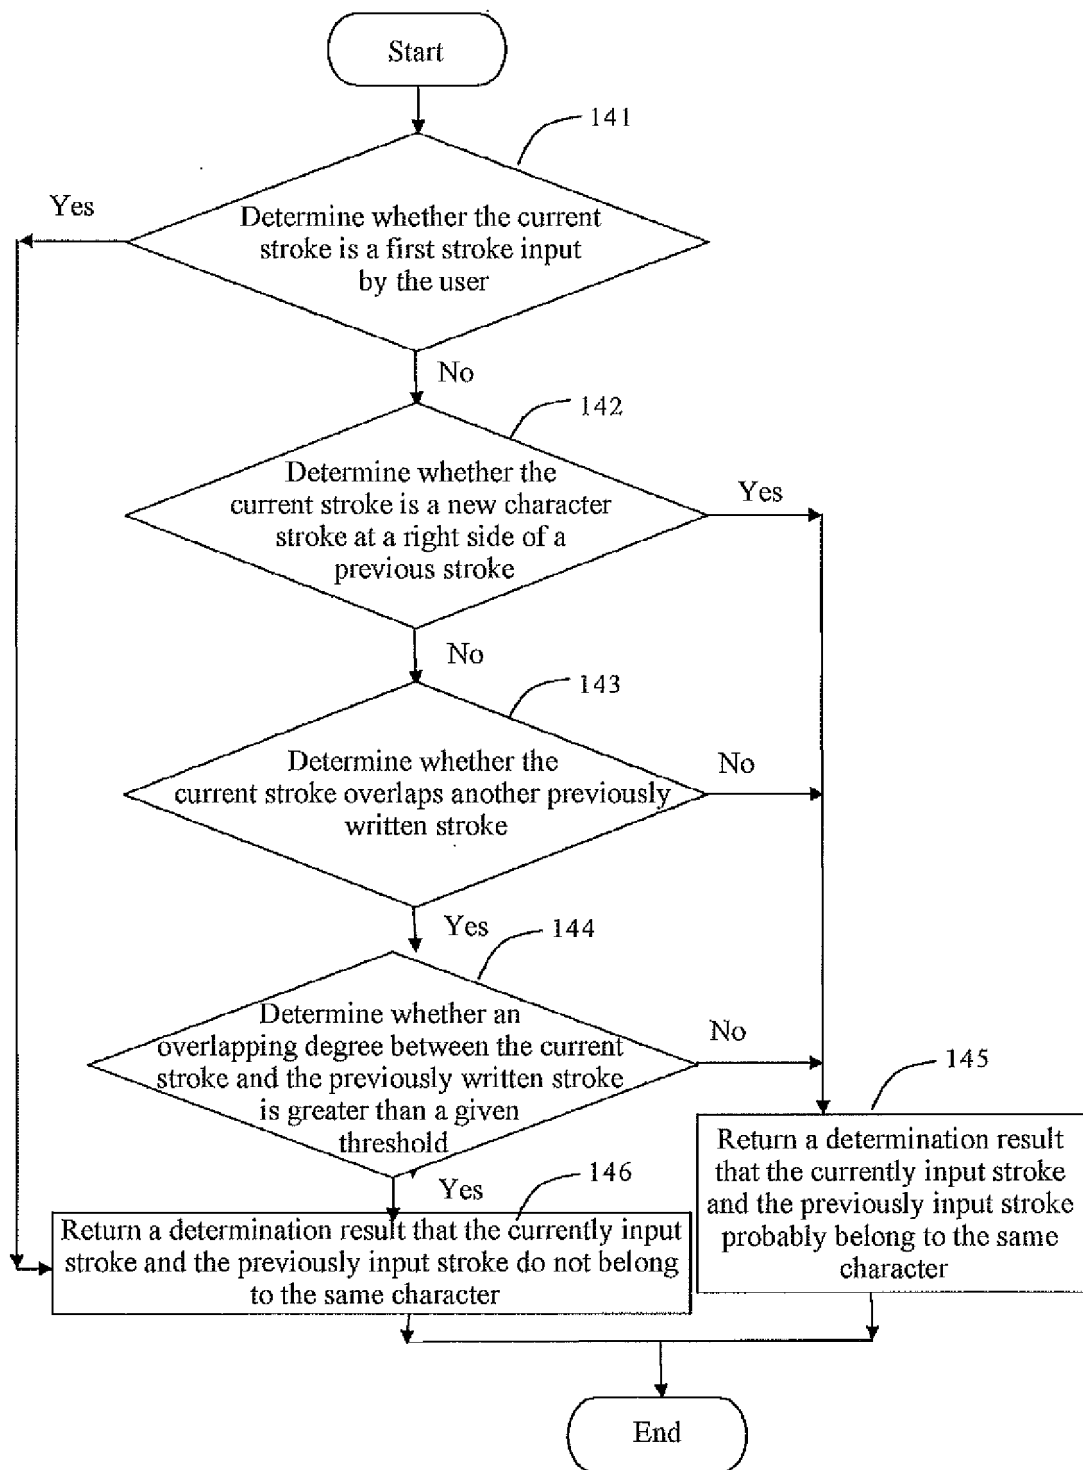 Start
141
Yes
Determine whether the current
stroke is a first stroke input
by the user
No
142
Determine whether the
current stroke is a new character
stroke at a right side of a
previous stroke
Yes
No
143
Determine whether the
current stroke overlaps another previously
written stroke
No
Yes
144
Determine whether an
overlapping degree between the current
stroke and the previously written stroke
is greater than a given
threshold
No
145
Return a determination result
that the currently input stroke
and the previously input stroke
probably belong to the same
character
Yes
146
Return a determination result that the currently input
stroke and the previously input stroke do not belong
to the same character
End